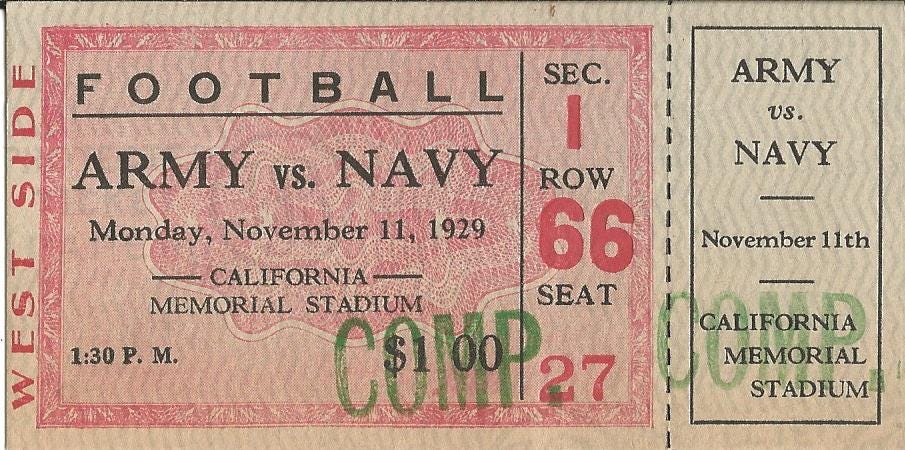 WEST SIDE
FOOTBALL
ARMY vs. NAVY
Monday, November 11, 1929
CALIFORNIA
MEMORIAL STADIUM
1:30 P. M.
$1 00
COMP.
SEC.
1
ROW
66
SEAT
27
ARMY
vs.
NAVY
November 11th
CALIFORNIA
MEMORIAL
STADIUM
COMP.